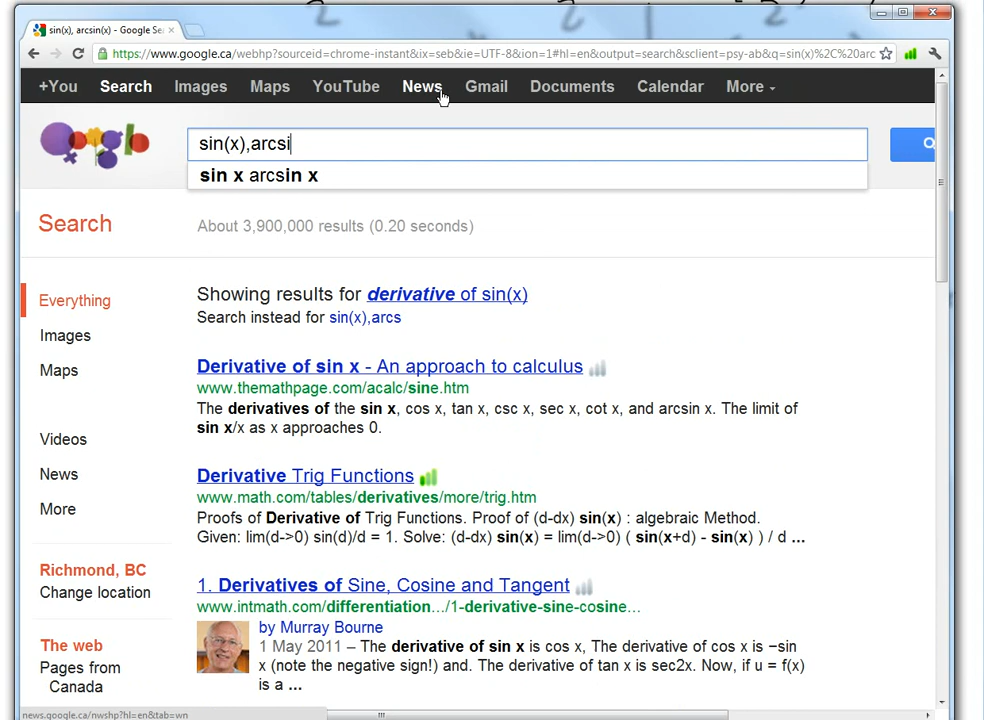 sin(x), arcsin(x) - Google Se
https://www.google.ca/webhp?sourceid=chrome-instant&ix=seb&ie=UTF-8&ion=1#hl=en&output=search&sclient=psy-ab&q=sin(x)%2C%20arc
+You Search Images Maps YouTube News Gmail Documents Calendar More
sin(x),arcsi
sin x arcsin x
Search
About 3,900,000 results (0.20 seconds)
Everything
Images
Maps
Videos
News
More
Richmond, BC
Change location
The web
Pages from
Canada
Showing results for derivative of sin(x)
Search instead for sin(x),arcs
Derivative of sin x - An approach to calculus
www.themathpage.com/acalc/sine.htm
The derivatives of the sin x, cos x, tan x, csc x, sec x, cot x, and arcsin x. The limit of
sin x/x as x approaches 0.
Derivative Trig Functions
www.math.com/tables/derivatives/more/trig.htm
Proofs of Derivative of Trig Functions. Proof of (d-dx) sin(x) : algebraic Method.
Given: lim(d->0) sin(d)/d = 1. Solve: (d-dx) sin(x) = lim(d->0) ( sin(x+d) - sin(x) ) / d ...
1. Derivatives of Sine, Cosine and Tangent
www.intmath.com/differentiation.../1-derivative-sine-cosine...
by Murray Bourne
1 May 2011 – The derivative of sin x is cos x, The derivative of cos x is −sin
x (note the negative sign!) and. The derivative of tan x is sec2x. Now, if u = f(x)
is a ...
news.google.ca/nwshp?hl=en&tab=wn